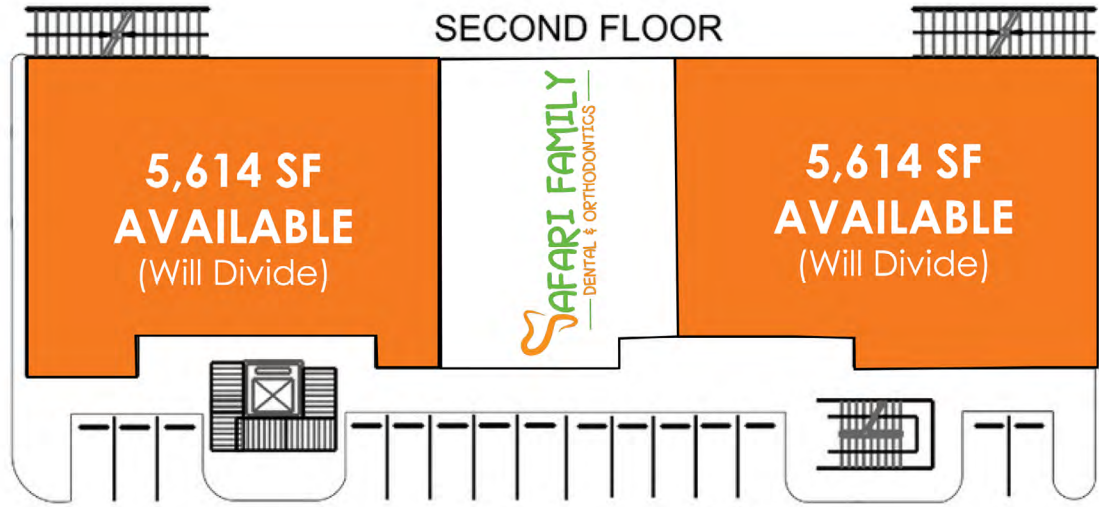 SECOND FLOOR
5,614 SF
AVAILABLE
(Will Divide)
SAFARI FAMILY
DENTAL & ORTHODONTICS
5,614 SF
AVAILABLE
(Will Divide)